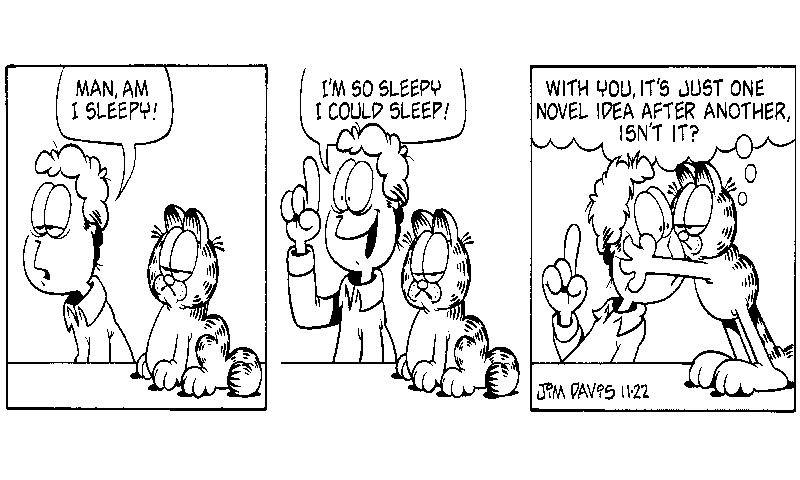 MAN, AM
I SLEEPY!
I'M SO SLEEPY
I COULD SLEEP!
WITH YOU, IT'S JUST ONE
NOVEL IDEA AFTER ANOTHER,
ISN'T IT?
JIM DAVIS 11·22